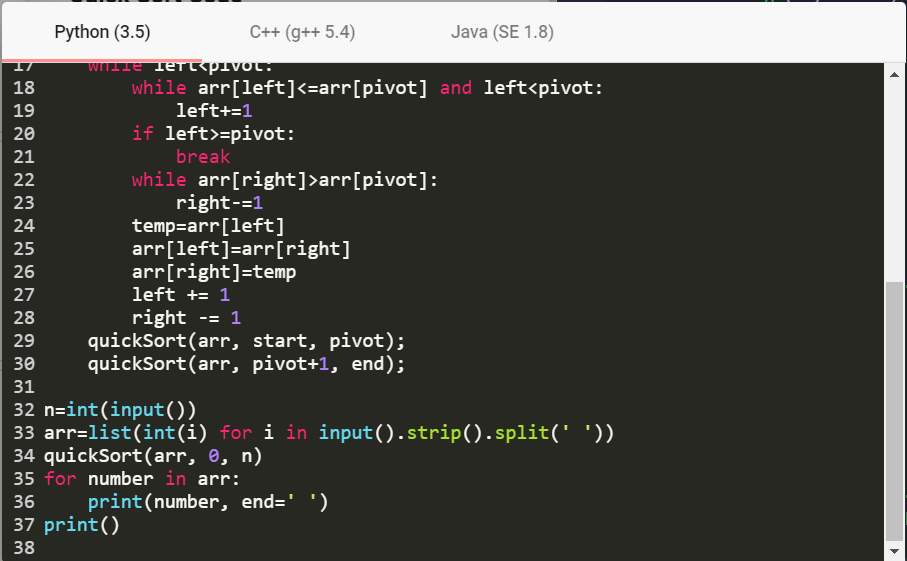 Python (3.5) C++ (g++ 5.4) Java (SE 1.8)
17     while left<pivot:
18         while arr[left]<=arr[pivot] and left<pivot:
19             left+=1
20         if left>=pivot:
21             break
22         while arr[right]>arr[pivot]:
23             right-=1
24         temp=arr[left]
25         arr[left]=arr[right]
26         arr[right]=temp
27         left += 1
28         right -= 1
29     quickSort(arr, start, pivot);
30     quickSort(arr, pivot+1, end);
31
32 n=int(input())
33 arr=list(int(i) for i in input().strip().split(' '))
34 quickSort(arr, 0, n)
35 for number in arr:
36     print(number, end=' ')
37 print()
38